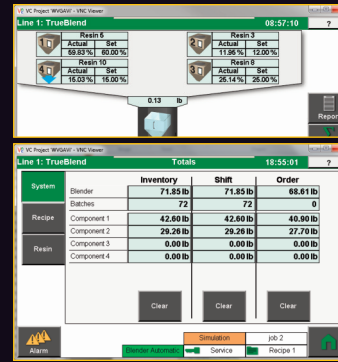 VC Project 'WVGAVI' - VNC Viewer
Line 1: TrueBlend 08:57:10 ?
Resin 5 Resin 3
Actual Set Actual Set
59.83% 60.00% 11.95% 12.00%
Resin 10 Resin 8
Actual Set Actual Set
15.03% 15.00% 25.14% 25.00%
1 2 4 3
0.13 lb
Repor
VC Project 'WVGAVI' - VNC Viewer
Line 1: TrueBlend Totals 18:55:01 ?
System Inventory Shift Order
Blender 71.85 lb 71.85 lb 68.61 lb
Batches 72 72 0
Recipe Component 1 42.60 lb 42.60 lb 40.90 lb
Component 2 29.26 lb 29.26 lb 27.70 lb
Resin Component 3 0.00 lb 0.00 lb 0.00 lb
Component 4 0.00 lb 0.00 lb 0.00 lb
Clear Clear Clear
Simulation job 2
Alarm Blender Automatic Service Recipe 1